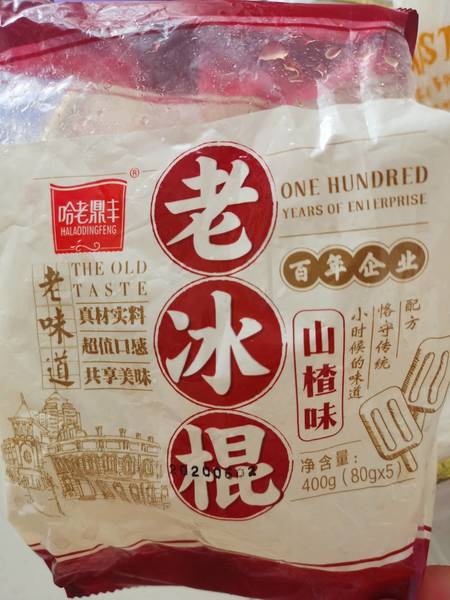 ®
哈老鼎丰
HALAODINGFENG
老冰棍
ONE HUNDRED
YEARS OF ENTERPRISE
百年企业
老味道
THE OLD
TASTE
真材实料
超值口感
共享美味
山楂味
配方
恪守传统
小时候的味道
净含量：
400g（80gx5）